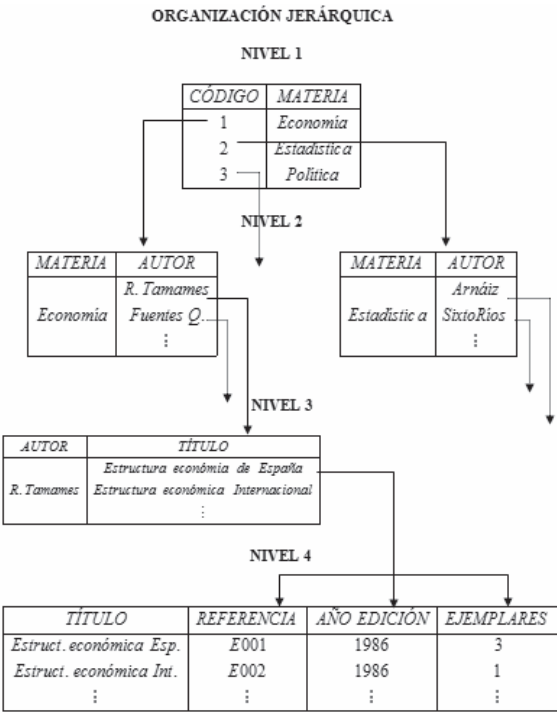 ORGANIZACIÓN JERÁRQUICA
NIVEL 1
CÓDIGO MATERIA
1 Economía
2 Estadística
3 Política
NIVEL 2
MATERIA AUTOR
R. Tamames
Economía Fuentes Q.
⋮
MATERIA AUTOR
Arnáiz
Estadística SixtoRíos
⋮
NIVEL 3
AUTOR TÍTULO
Estructura económia de España
R. Tamames Estructura económica Internacional
⋮
NIVEL 4
TÍTULO REFERENCIA AÑO EDICIÓN EJEMPLARES
Estruct. económica Esp. E001 1986 3
Estruct. económica Int. E002 1986 1
⋮ ⋮ ⋮ ⋮